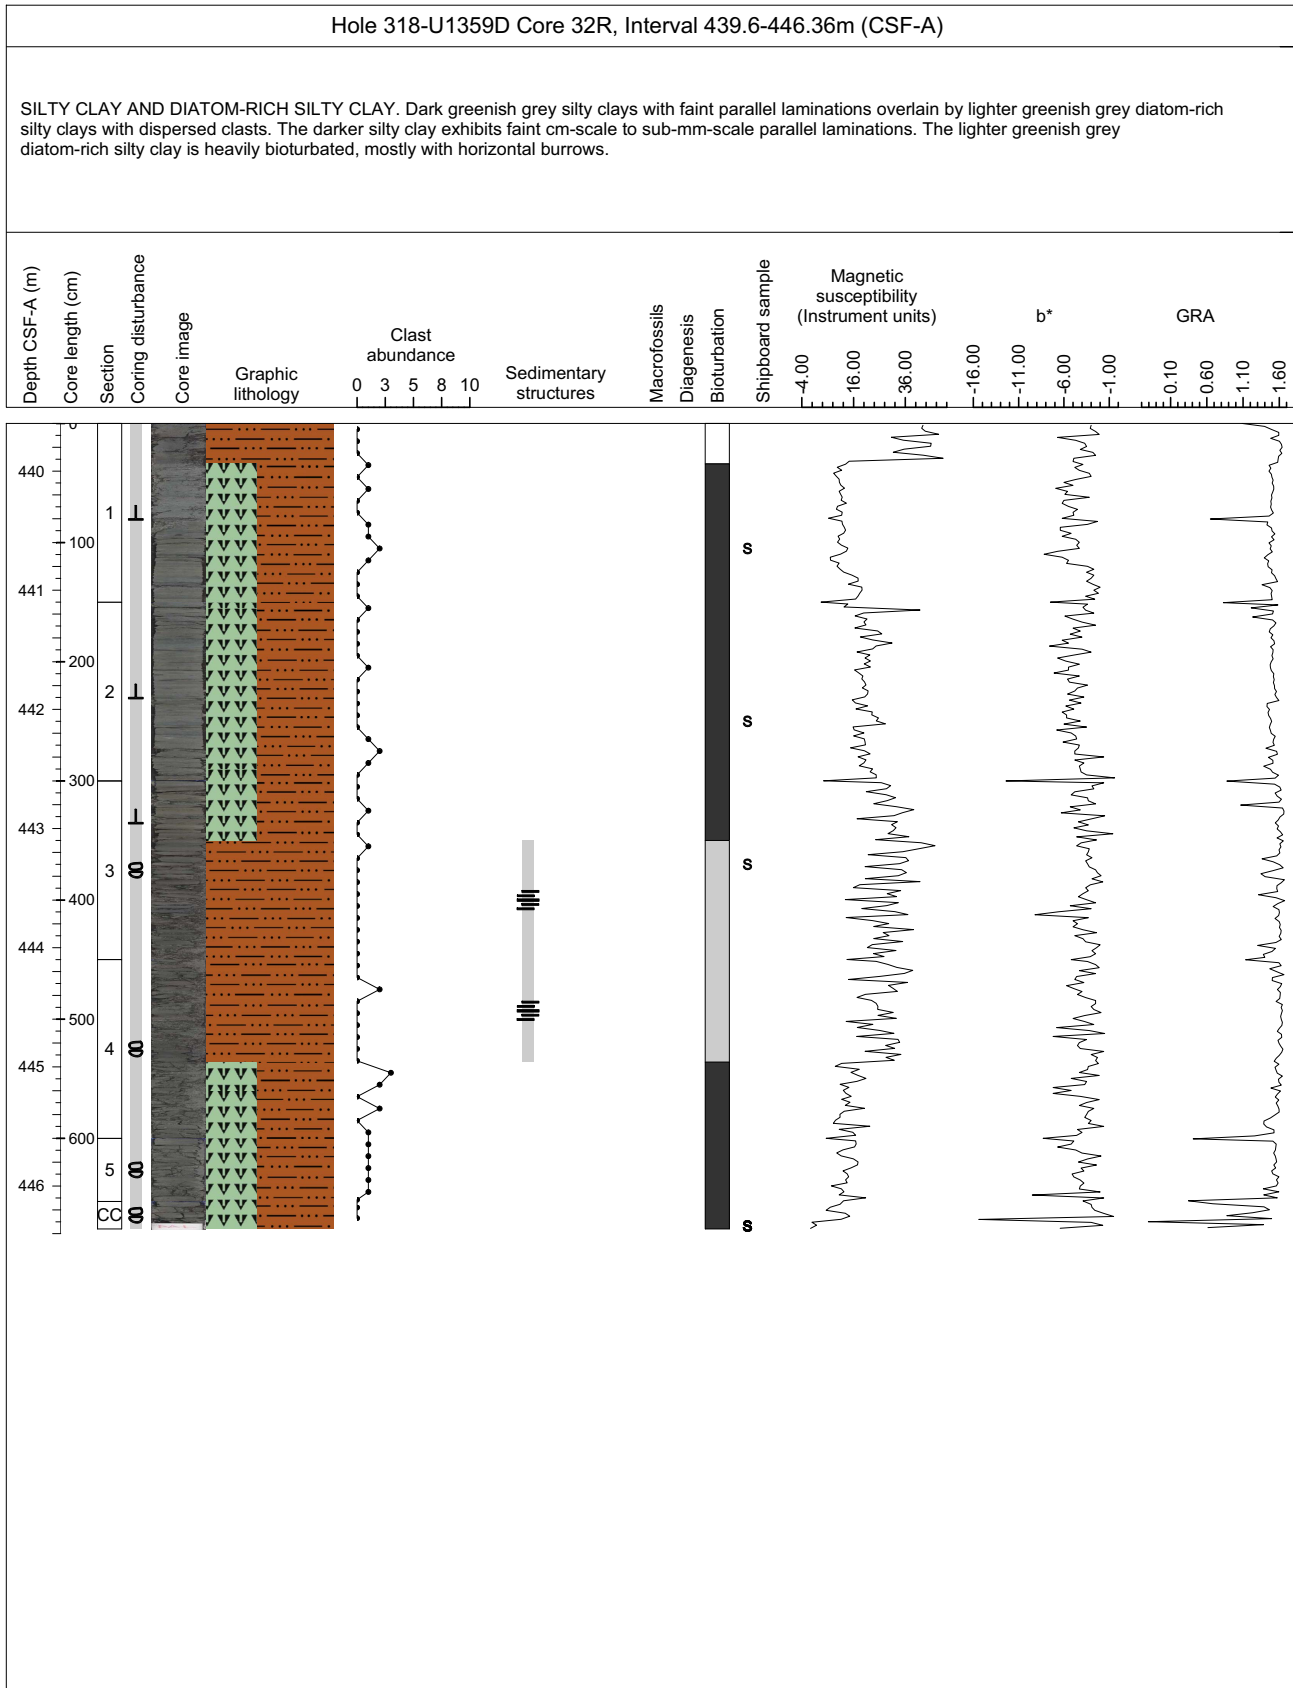 Hole 318-U1359D Core 32R, Interval 439.6-446.36m (CSF-A)
SILTY CLAY AND DIATOM-RICH SILTY CLAY. Dark greenish grey silty clays with faint parallel laminations overlain by lighter greenish grey diatom-rich
silty clays with dispersed clasts. The darker silty clay exhibits faint cm-scale to sub-mm-scale parallel laminations. The lighter greenish grey
diatom-rich silty clay is heavily bioturbated, mostly with horizontal burrows.
Depth CSF-A (m)
Core length (cm)
Section
Coring disturbance
Core image
Graphic
lithology
Clast
abundance
0 3 5 8 10
Sedimentary
structures
Macrofossils
Diagenesis
Bioturbation
Shipboard sample
Magnetic
susceptibility
(Instrument units)
-4.00 16.00 36.00
b*
-16.00 -11.00 -6.00 -1.00
GRA
0.10 0.60 1.10 1.60
0
440
1
100
S
441
200
2
442
S
300
443
3
S
400
444
500
4
445
600
5
446
CC
S